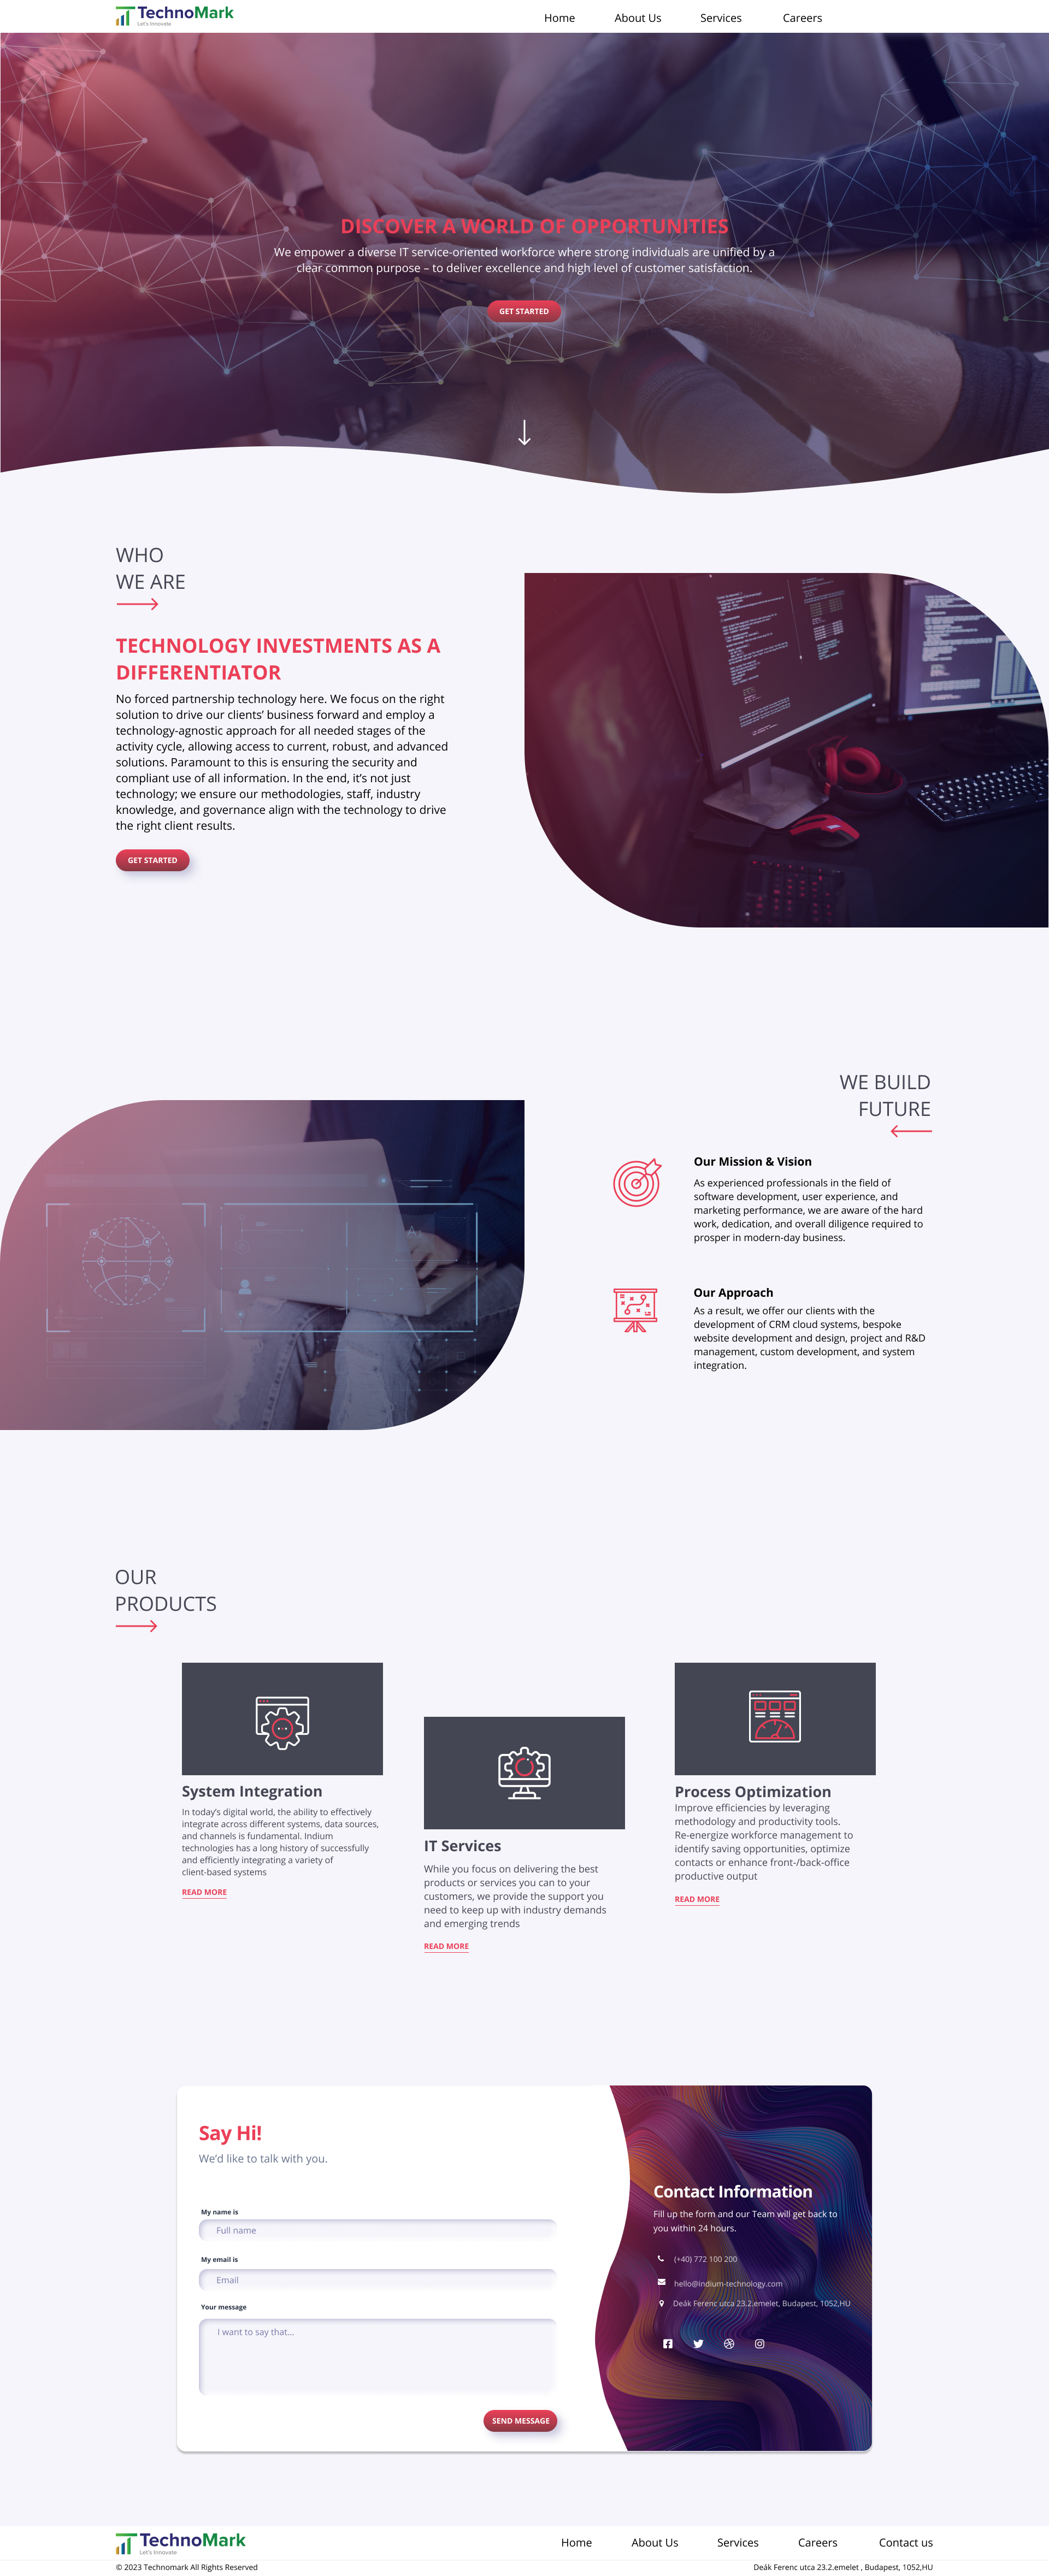 TechnoMark
Let's Innovate
Home
About Us
Services
Careers
DISCOVER A WORLD OF OPPORTUNITIES
We empower a diverse IT service-oriented workforce where strong individuals are unified by a
clear common purpose – to deliver excellence and high level of customer satisfaction.
GET STARTED
WHO
WE ARE
TECHNOLOGY INVESTMENTS AS A
DIFFERENTIATOR
No forced partnership technology here. We focus on the right
solution to drive our clients’ business forward and employ a
technology-agnostic approach for all needed stages of the
activity cycle, allowing access to current, robust, and advanced
solutions. Paramount to this is ensuring the security and
compliant use of all information. In the end, it’s not just
technology; we ensure our methodologies, staff, industry
knowledge, and governance align with the technology to drive
the right client results.
GET STARTED
WE BUILD
FUTURE
Our Mission & Vision
As experienced professionals in the field of
software development, user experience, and
marketing performance, we are aware of the hard
work, dedication, and overall diligence required to
prosper in modern-day business.
Our Approach
As a result, we offer our clients with the
development of CRM cloud systems, bespoke
website development and design, project and R&D
management, custom development, and system
integration.
OUR
PRODUCTS
System Integration
In today’s digital world, the ability to effectively
integrate across different systems, data sources,
and channels is fundamental. Indium
technologies has a long history of successfully
and efficiently integrating a variety of
client-based systems
READ MORE
IT Services
While you focus on delivering the best
products or services you can to your
customers, we provide the support you
need to keep up with industry demands
and emerging trends
READ MORE
Process Optimization
Improve efficiencies by leveraging
methodology and productivity tools.
Re-energize workforce management to
identify saving opportunities, optimize
contacts or enhance front-/back-office
productive output
READ MORE
Say Hi!
We’d like to talk with you.
My name is
Full name
My email is
Email
Your message
I want to say that...
SEND MESSAGE
Contact Information
Fill up the form and our Team will get back to
you within 24 hours.
(+40) 772 100 200
hello@indium-technology.com
Deák Ferenc utca 23.2.emelet, Budapest, 1052,HU
TechnoMark
Let's Innovate
Home
About Us
Services
Careers
Contact us
© 2023 Technomark All Rights Reserved
Deák Ferenc utca 23.2.emelet , Budapest, 1052,HU